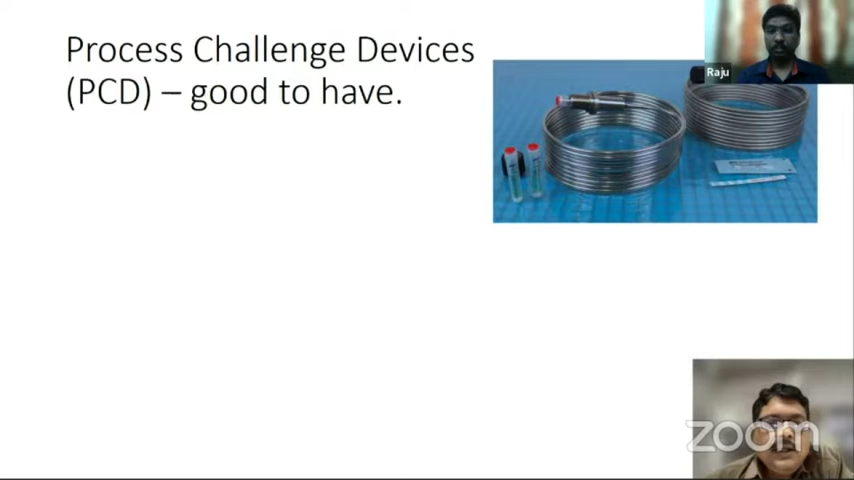 Process Challenge Devices
(PCD) – good to have.
Raju
zoom